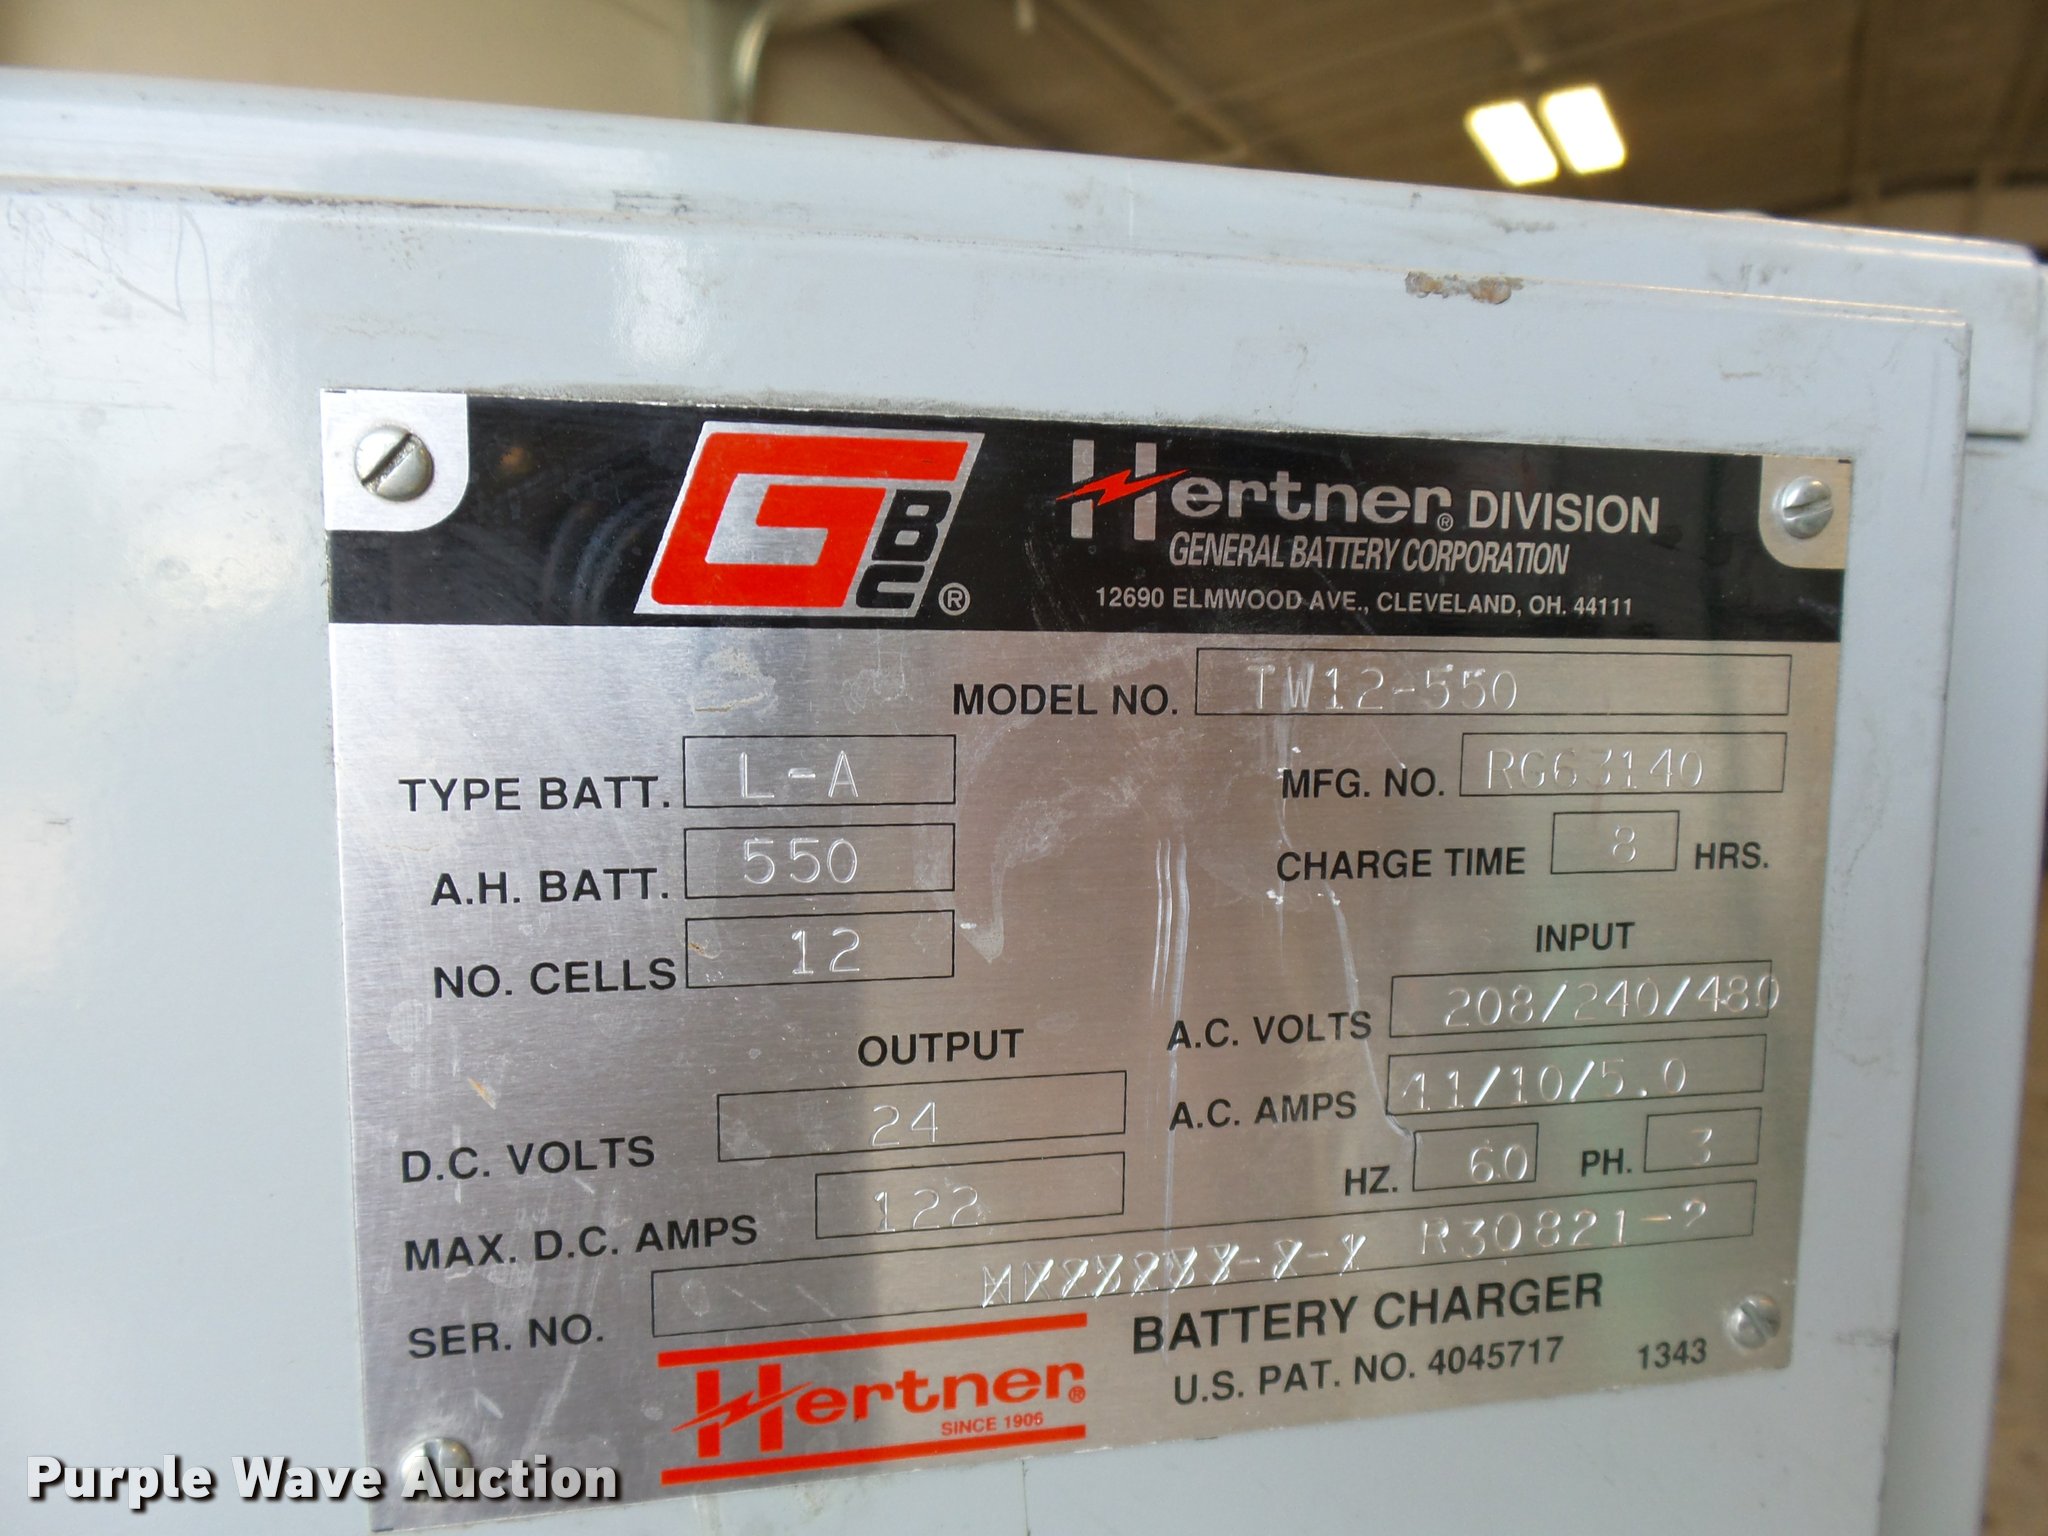 GBC®
Hertner® DIVISION
GENERAL BATTERY CORPORATION
12690 ELMWOOD AVE., CLEVELAND, OH. 44111
MODEL NO. TW12-550
TYPE BATT. L-A
MFG. NO. RG63140
A.H. BATT. 550
CHARGE TIME 8 HRS.
NO. CELLS 12
INPUT
A.C. VOLTS 208/240/480
OUTPUT
A.C. AMPS 11/10/5.0
D.C. VOLTS 24
HZ. 60 PH. 3
MAX. D.C. AMPS 122
SER. NO. R30821-2
BATTERY CHARGER
U.S. PAT. NO. 4045717 1343
Hertner®
SINCE 1906
Purple Wave Auction